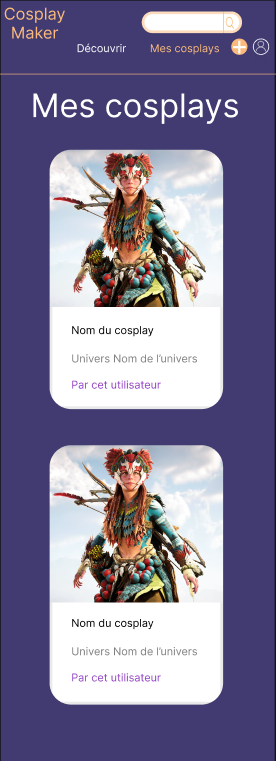 Cosplay
Maker
Découvrir
Mes cosplays
Mes cosplays
Nom du cosplay
Univers Nom de l’univers
Par cet utilisateur
Nom du cosplay
Univers Nom de l’univers
Par cet utilisateur